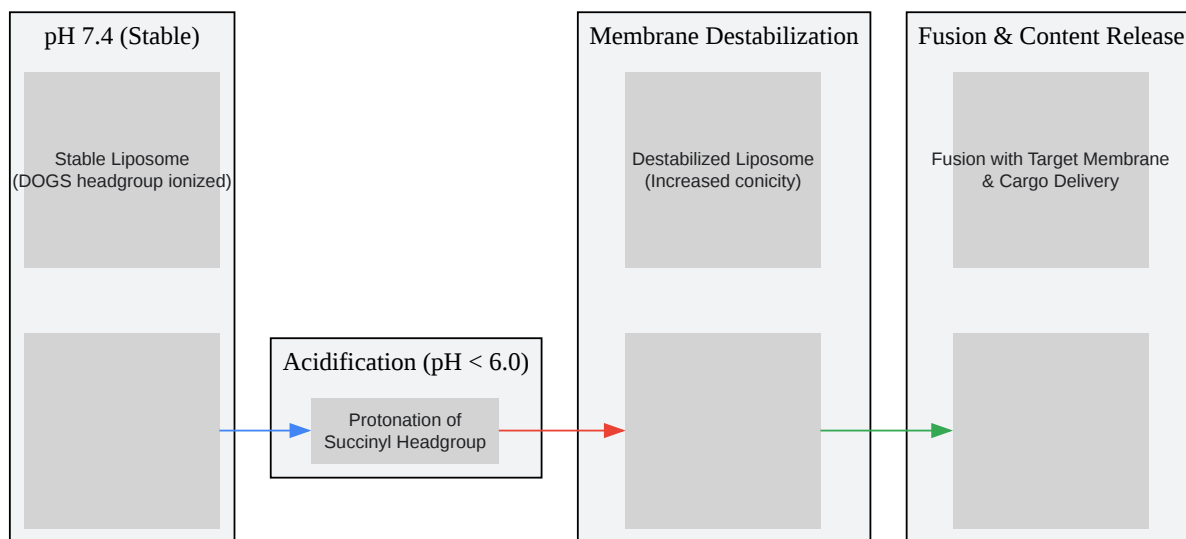 pH 7.4 (Stable)
Stable Liposome
(DOGS headgroup ionized)
Acidification (pH < 6.0)
Protonation of
Succinyl Headgroup
Membrane Destabilization
Destabilized Liposome
(Increased conicity)
Fusion & Content Release
Fusion with Target Membrane
& Cargo Delivery